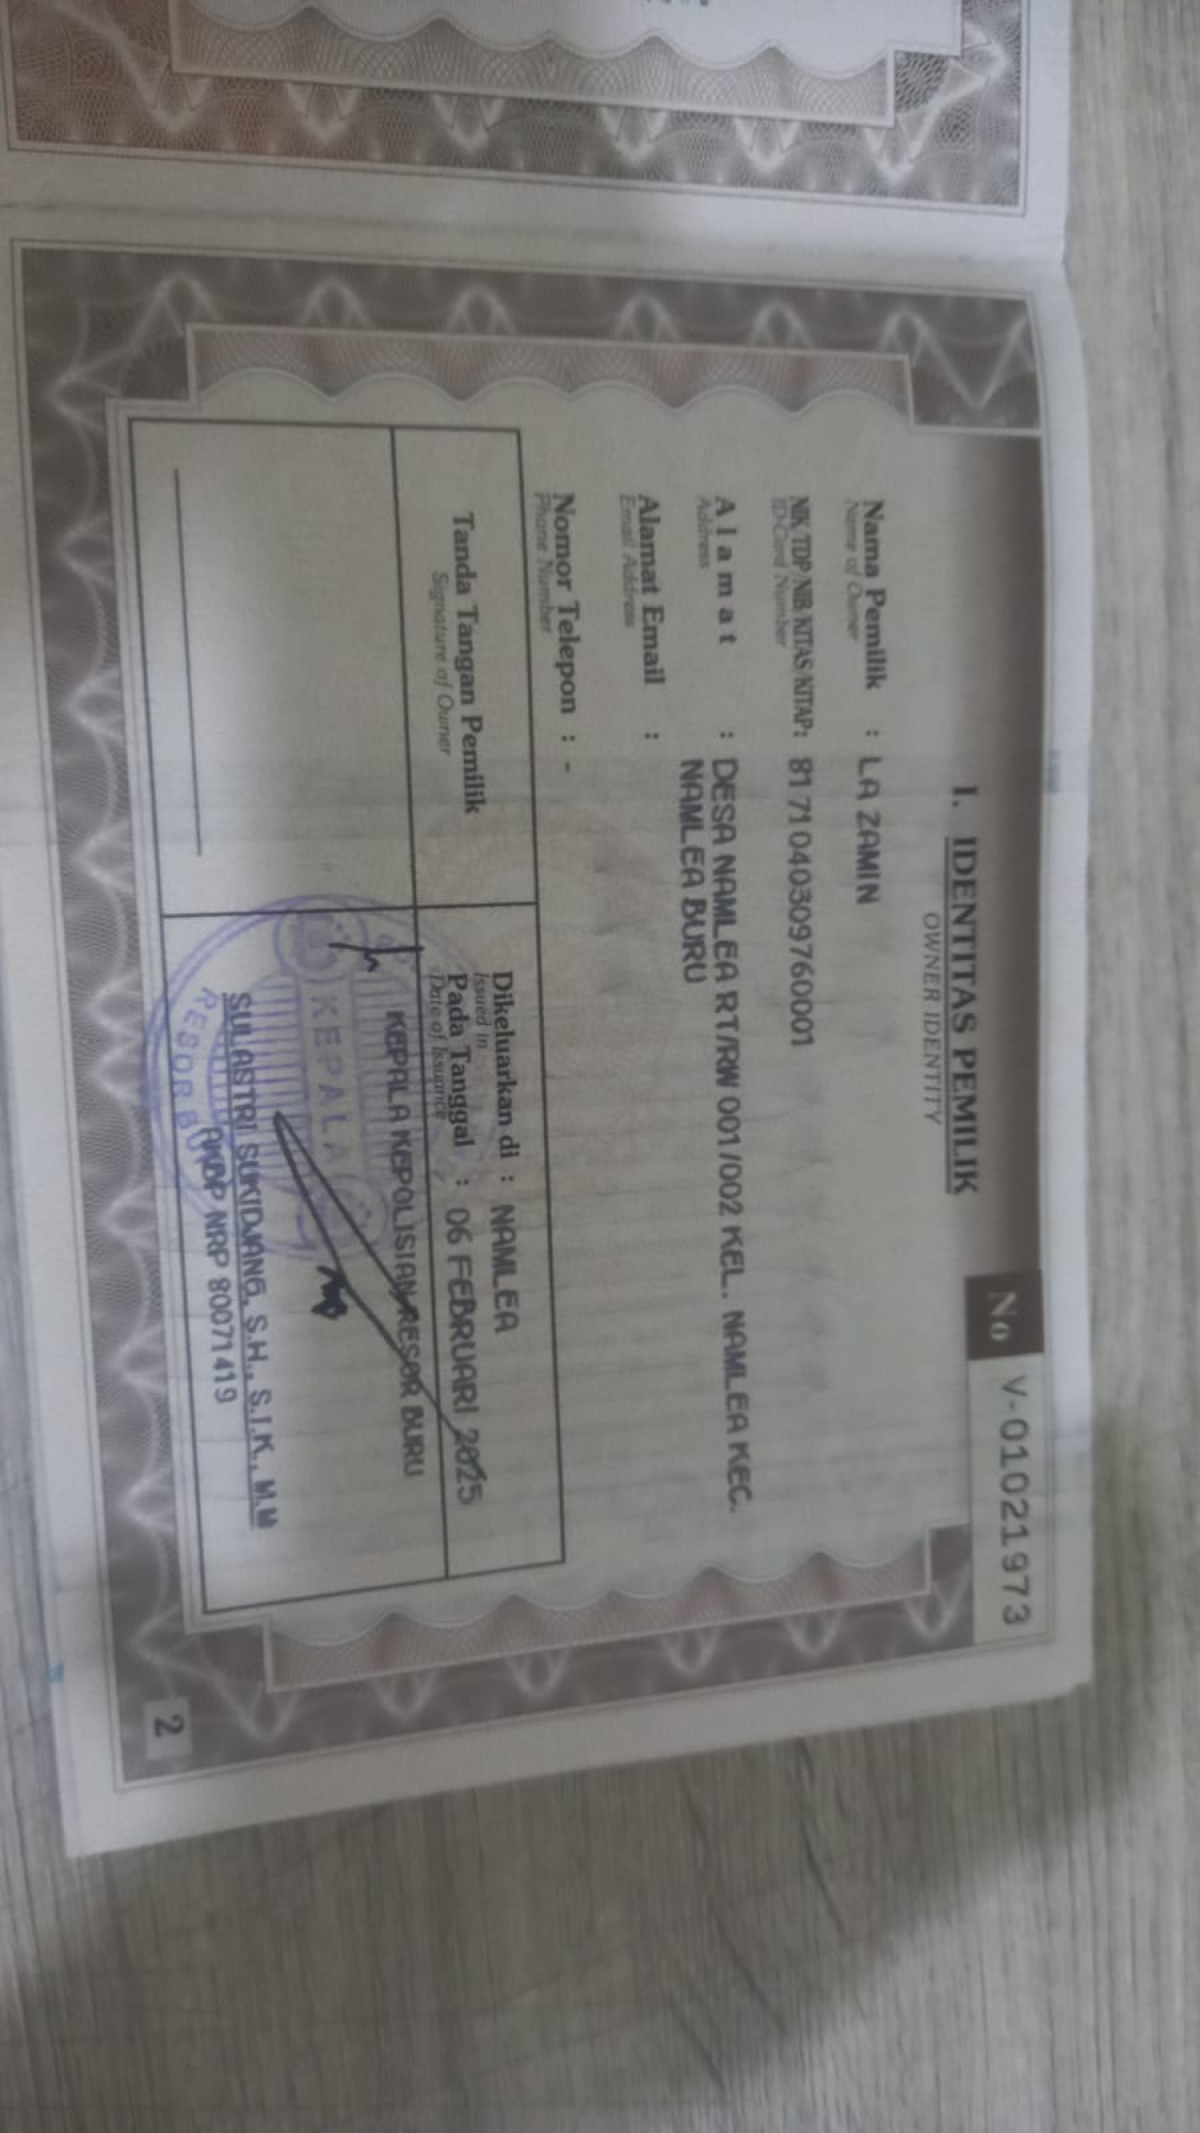 No V-01021973
I. IDENTITAS PEMILIK
OWNER IDENTITY
Nama Pemilik : LA ZAMIN
Name of Owner
NIK/TDP/NIB/KITAS/KITAP: 8171040309760001
ID-Card Number
Alamat : DESA NAMLEA RT/RW 001/002 KEL. NAMLEA KEC.
Address
NAMLEA BURU
Alamat Email :
Email Address
Nomor Telepon : -
Phone Number
Tanda Tangan Pemilik
Signature of Owner
Dikeluarkan di : NAMLEA
Issued in
Pada Tanggal : 06 FEBRUARI 2025
Date of Issuance
KEPALA KEPOLISIAN RESOR BURU
KEPALA
RESOR BU
SULASTRI SUKIDJANG, S.H., S.I.K., M.M
AKBP NRP 80071419
2